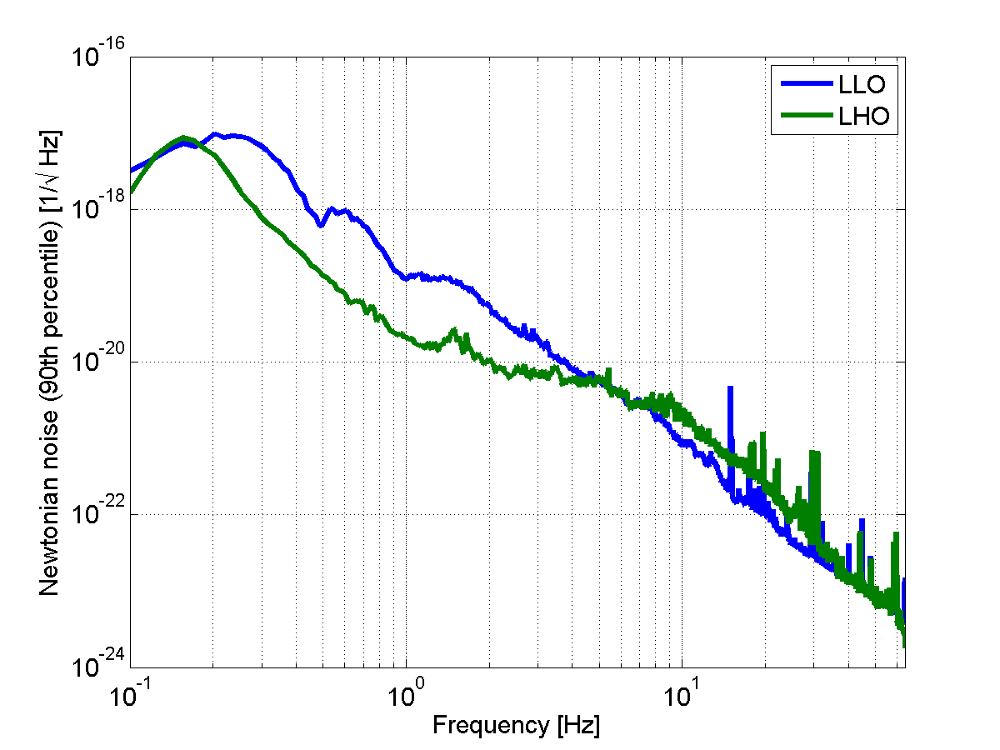 10^-16
10^-18
10^-20
10^-22
10^-24
Newtonian noise (90th percentile) [1/√ Hz]
LLO
LHO
10^-1
10^0
10^1
Frequency [Hz]